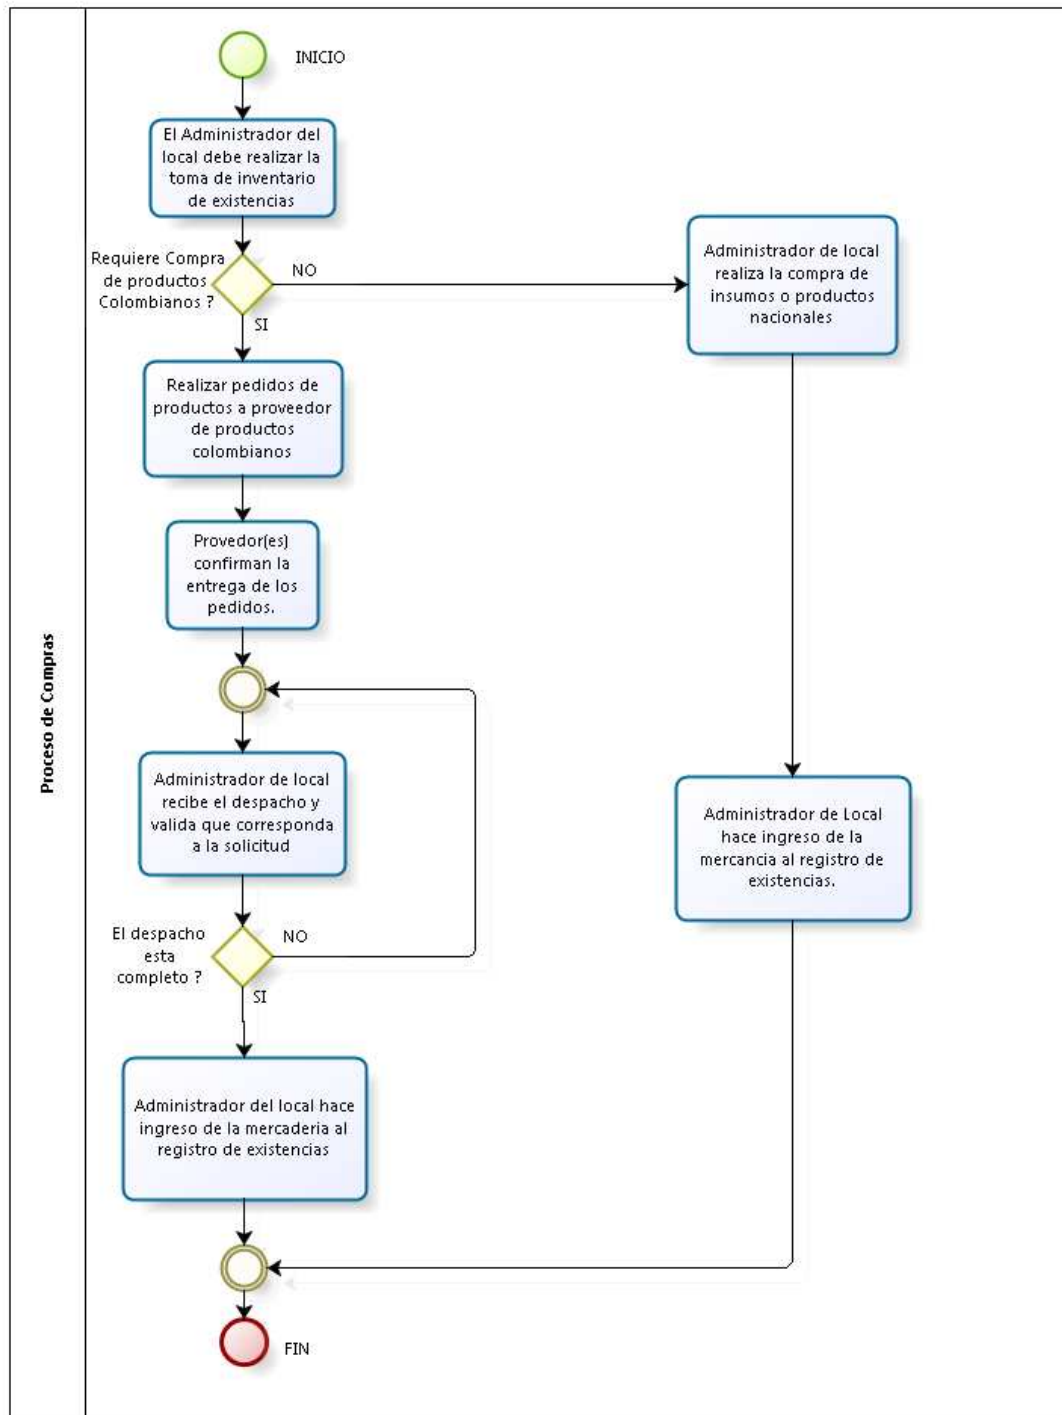 Proceso de Compras
INICIO
El Administrador del
local debe realizar la
toma de inventario
de existencias
Requiere Compra
de productos
Colombianos ?
NO
SI
Administrador de local
realiza la compra de
insumos o productos
nacionales
Realizar pedidos de
productos a proveedor
de productos
colombianos
Provedor(es)
confirman la
entrega de los
pedidos.
Administrador de local
recibe el despacho y
valida que corresponda
a la solicitud
Administrador de Local
hace ingreso de la
mercancia al registro de
existencias.
El despacho
esta
completo ?
NO
SI
Administrador del local hace
ingreso de la mercaderia al
registro de existencias
FIN